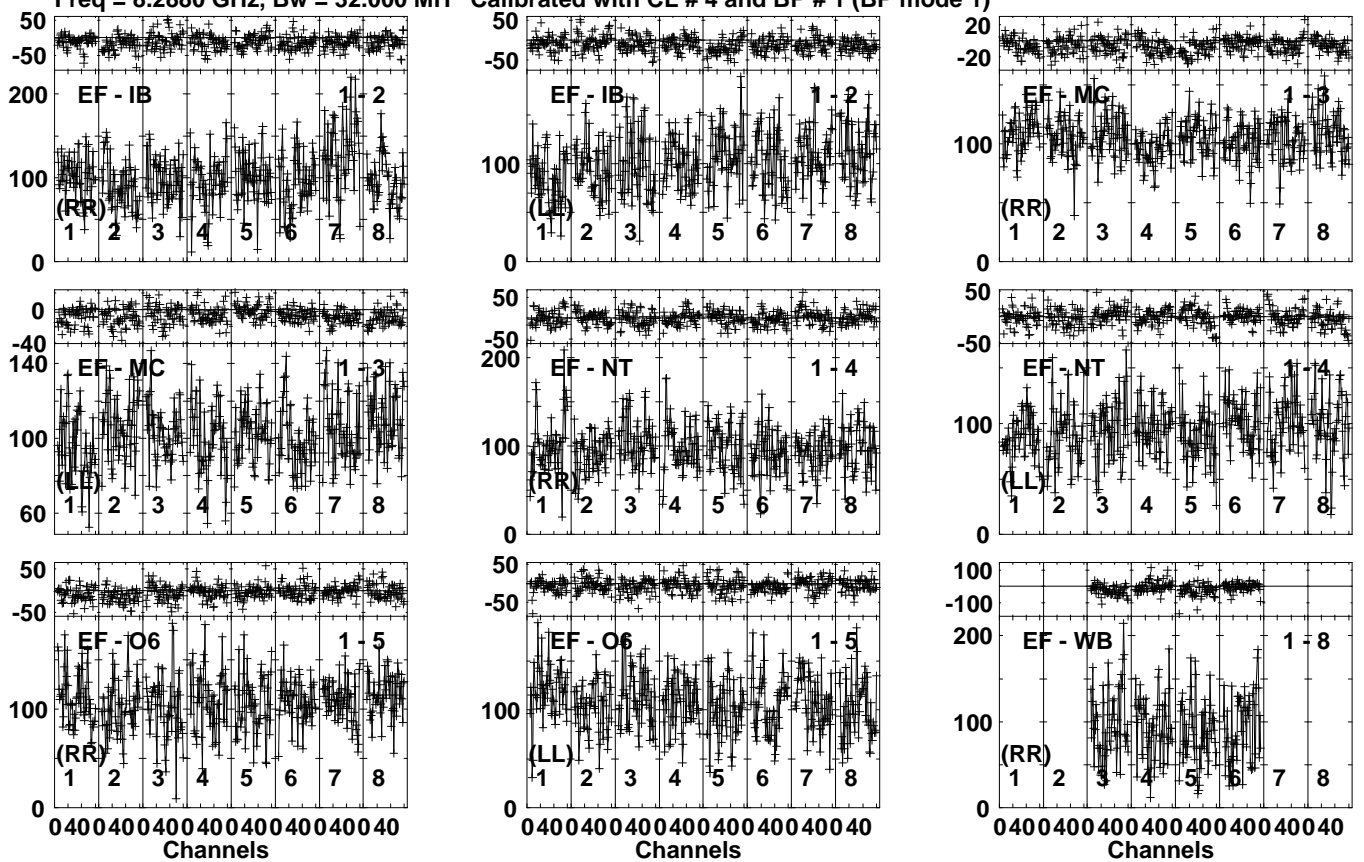 Freq = 8.2880 GHz, Bw = 32.000 MH Calibrated with CL # 4 and BP # 1 (BP mode 1)
50
-50
200
100
0
EF - IB 1 - 2
(RR)
1 2 3 4 5 6 7 8
50
-50
100
0
EF - IB 1 - 2
(LL)
1 2 3 4 5 6 7 8
20
-20
100
0
EF - MC 1 - 3
(RR)
1 2 3 4 5 6 7 8
0
-40
140
100
60
EF - MC 1 - 3
(LL)
1 2 3 4 5 6 7 8
50
-50
200
100
0
EF - NT 1 - 4
(RR)
1 2 3 4 5 6 7 8
50
-50
100
0
EF - NT 1 - 4
(LL)
1 2 3 4 5 6 7 8
50
-50
100
0
EF - O6 1 - 5
(RR)
1 2 3 4 5 6 7 8
0 40 0 40 0 40 0 40 0 40 0 40 0 40 0 40
Channels
50
-50
100
0
EF - O6 1 - 5
(LL)
1 2 3 4 5 6 7 8
0 40 0 40 0 40 0 40 0 40 0 40 0 40 0 40
Channels
100
-100
200
100
0
EF - WB 1 - 8
(RR)
1 2 3 4 5 6 7 8
0 40 0 40 0 40 0 40 0 40 0 40 0 40 0 40
Channels